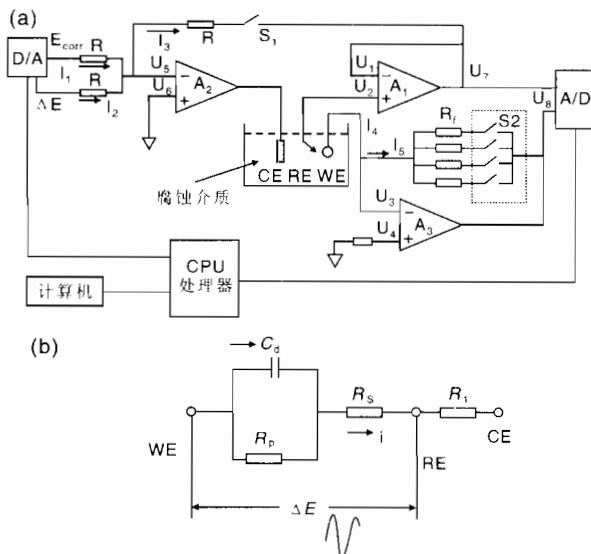 (a)
D/A
E_corr
R
I_1
R
ΔE
I_2
I_3
R
S_1
U_5
U_6
A_2
U_1
U_2
A_1
U_7
U_8
A/D
I_4
I_5
R_f
S2
CE RE WE
腐蚀介质
U_3
U_4
A_3
CPU
处理器
计算机
(b)
C_d
R_p
R_S
i
WE
RE
CE
ΔE